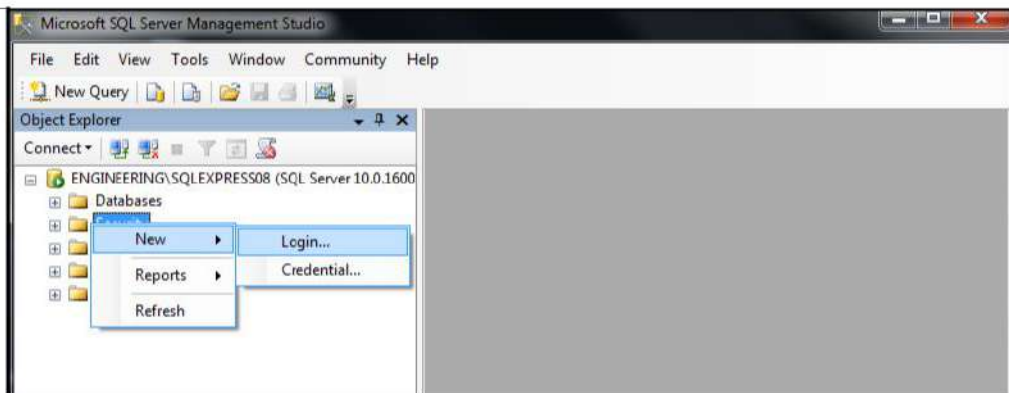 Microsoft SQL Server Management Studio
File Edit View Tools Window Community Help
New Query
Object Explorer
Connect
ENGINEERING\SQLEXPRESS08 (SQL Server 10.0.1600
Databases
Security
New
Login...
Reports
Credential...
Refresh